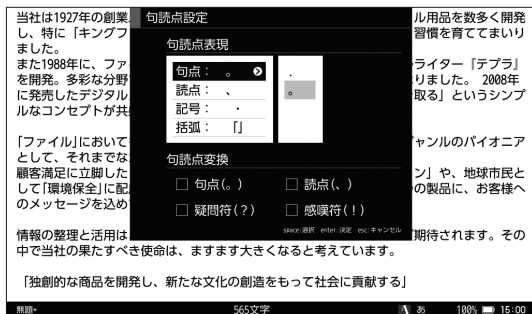 当社は1927年の創業
し、特に「キングフ
ました。
また1988年に、ファ
を開発。多彩な分野
に発売したデジタル
ルなコンセプトが共
「ファイル」において
として、それまでな
顧客満足に立脚した
して「環境保全」に配
のメッセージを込め
情報の整理と活用は
中で当社の果たすべき使命は、ますます大きくなると考えています。
「独創的な商品を開発し、新たな文化の創造をもって社会に貢献する」
句読点設定
句読点表現
句点： 。
読点： 、
記号： ・
括弧： 「」
．
。
句読点変換
□ 句点(。) □ 読点(、)
□ 疑問符(？) □ 感嘆符(！)
space:選択 enter:決定 esc:キャンセル
ル用品を数多く開発
習慣を育ててまいり
ライター『テプラ』
りました。 2008年
取る」というシンプ
ャンルのパイオニア
ン」や、地球市民と
の製品に、お客様へ
期待されます。その
無題*
565文字
あ 100% 15:00